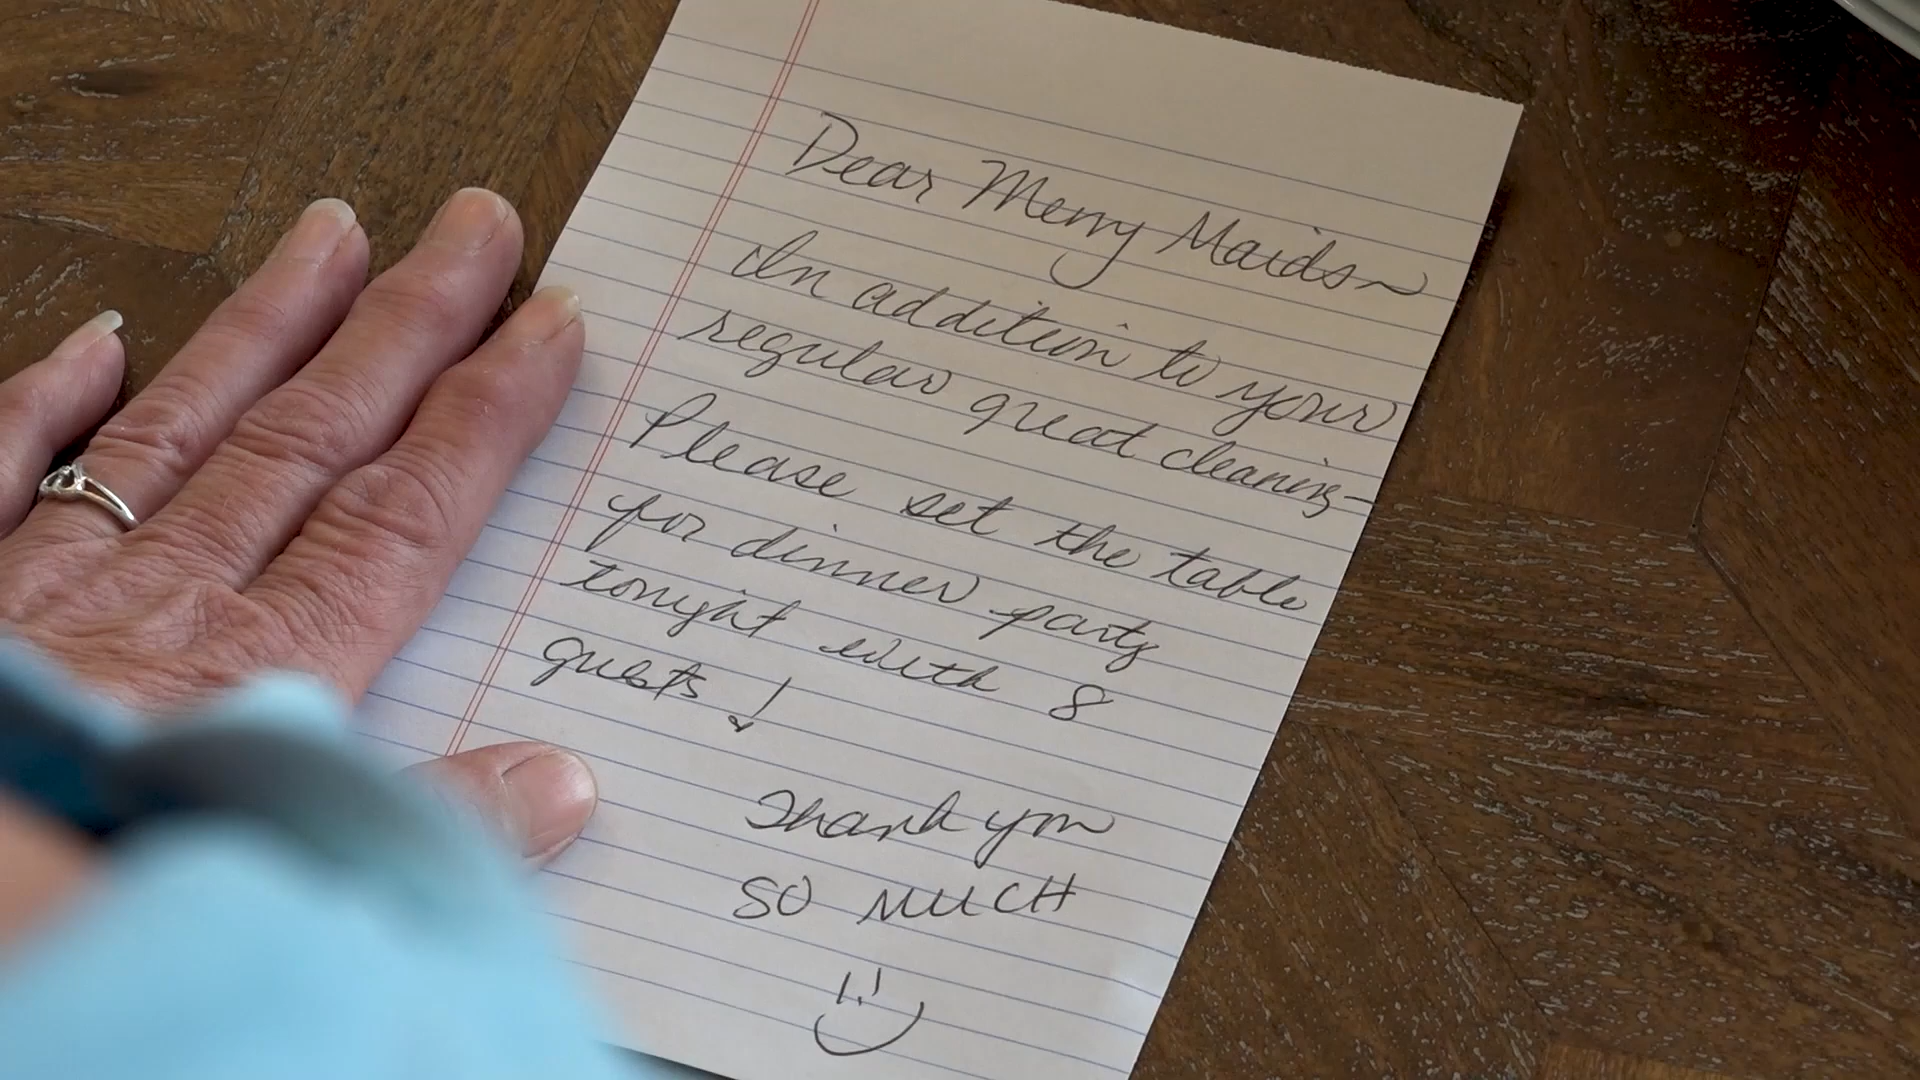 Dear Merry Maids~
In addition to your
regular great cleaning-
Please set the table
for dinner party
tonight with 8
guests!
Thank you
SO MUCH